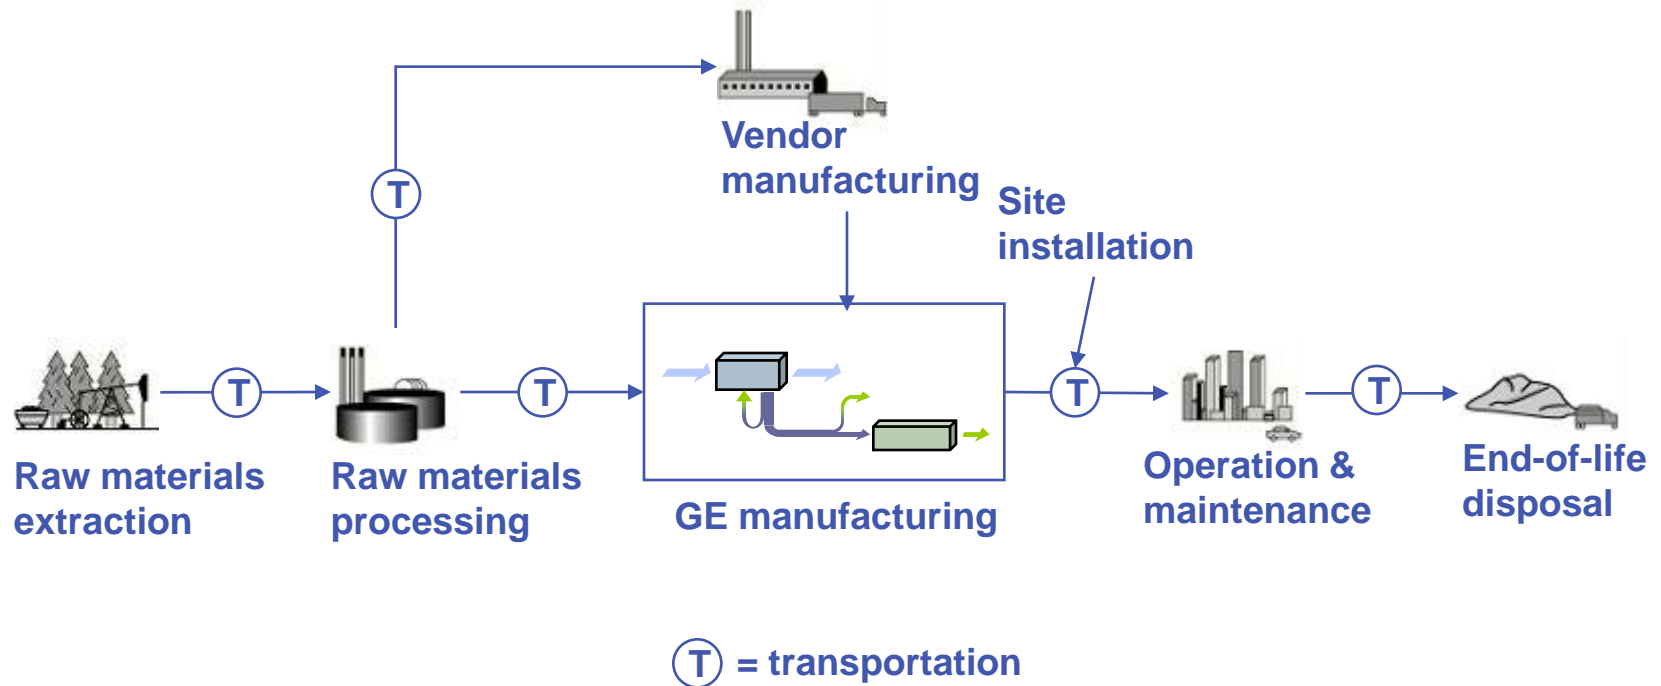 Vendor
manufacturing
T
Site
installation
T
T
T
T
Raw materials
extraction
Raw materials
processing
GE manufacturing
Operation &
maintenance
End-of-life
disposal
T = transportation